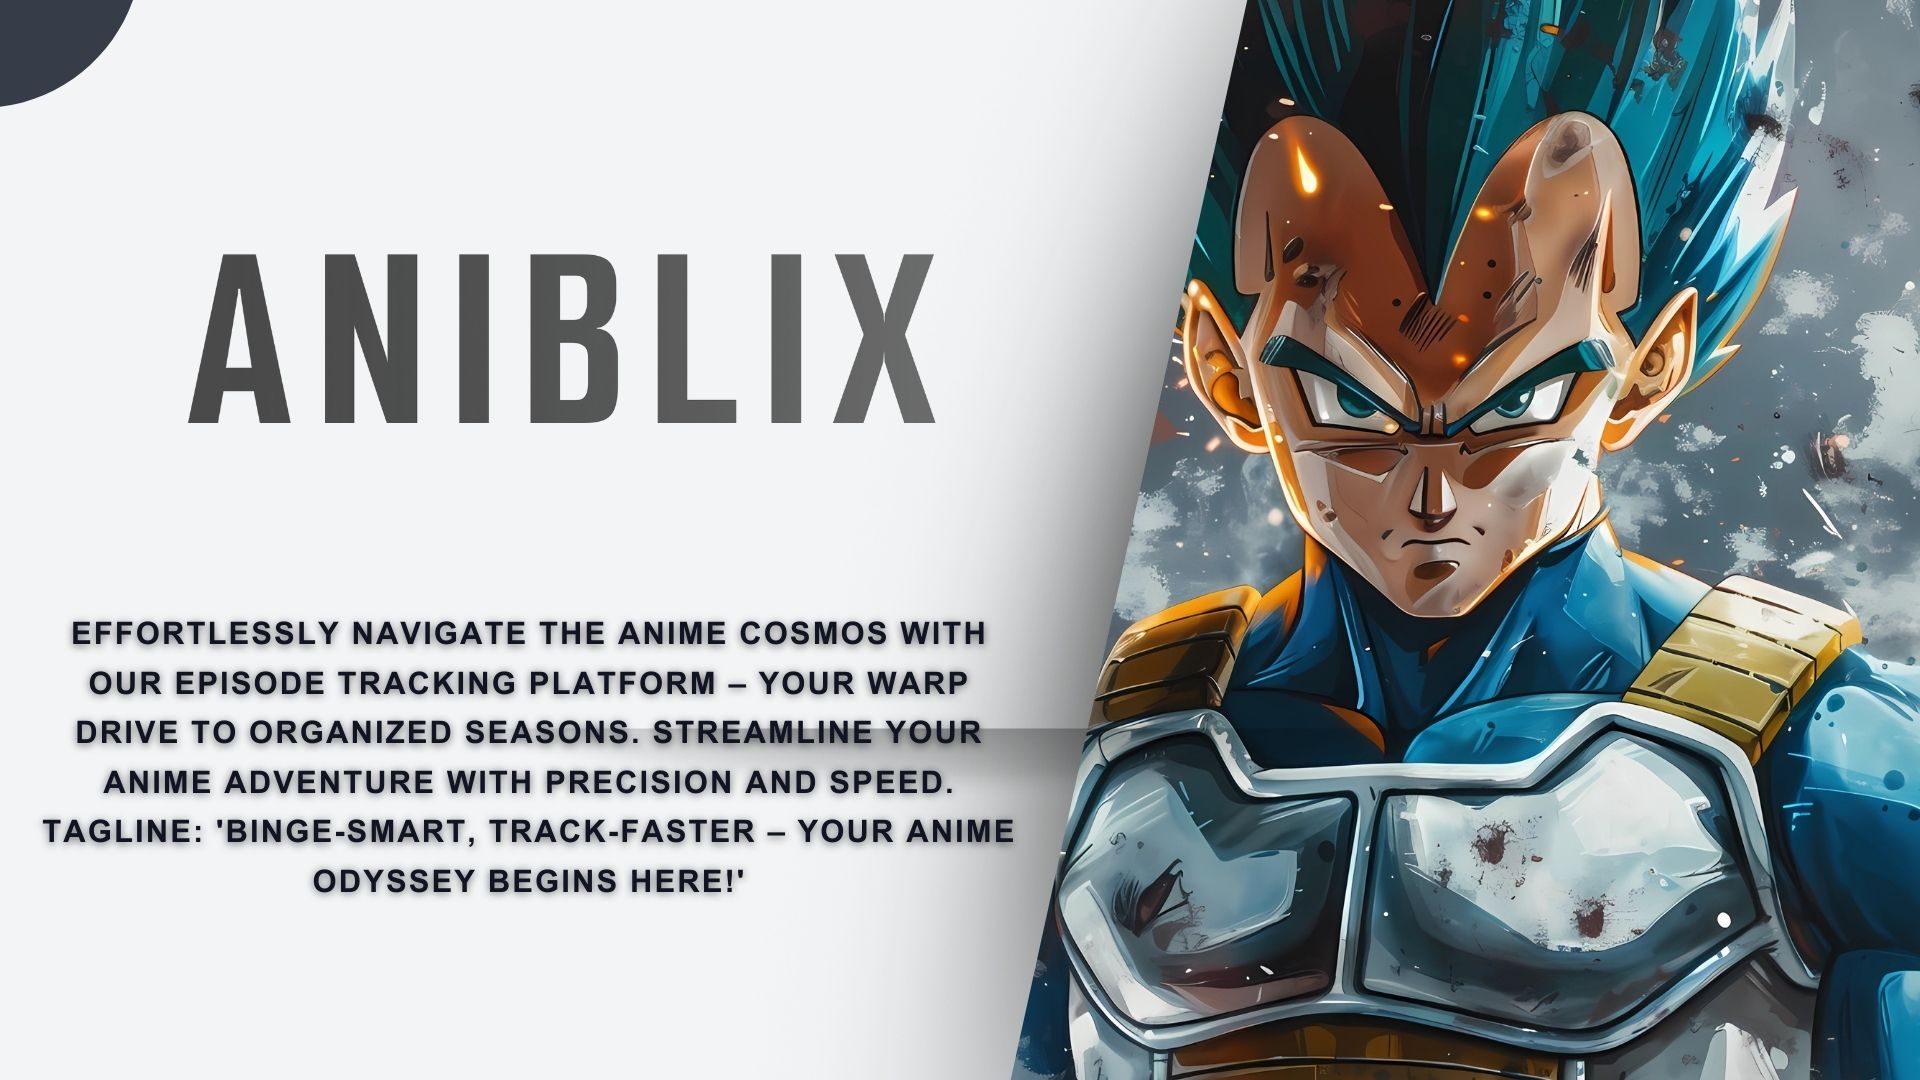 ANIBLIX
EFFORTLESSLY NAVIGATE THE ANIME COSMOS WITH
OUR EPISODE TRACKING PLATFORM – YOUR WARP
DRIVE TO ORGANIZED SEASONS. STREAMLINE YOUR
ANIME ADVENTURE WITH PRECISION AND SPEED.
TAGLINE: 'BINGE-SMART, TRACK-FASTER – YOUR ANIME
ODYSSEY BEGINS HERE!'